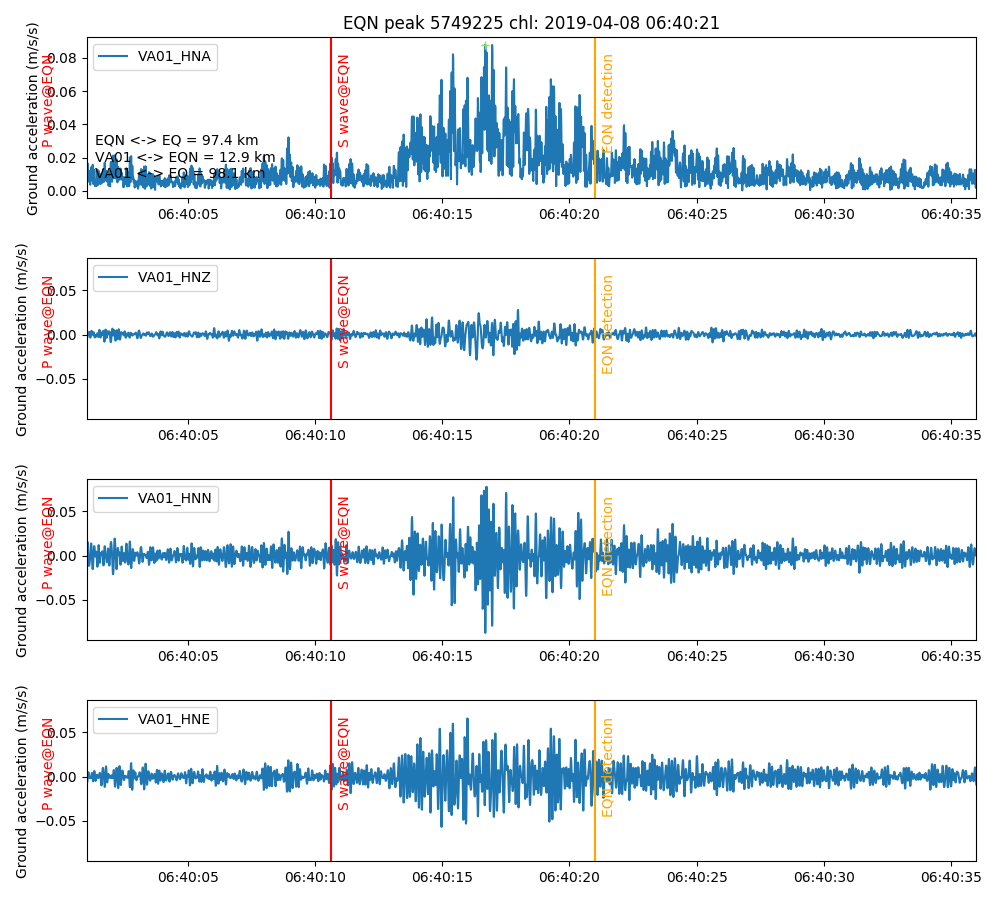 EQN peak 5749225 chl: 2019-04-08 06:40:21
Ground acceleration (m/s/s)
0.08
0.06
0.04
0.02
0.00
VA01_HNA
P wave@EQN
S wave@EQN
EQN detection
EQN <-> EQ = 97.4 km
VA01 <-> EQN = 12.9 km
VA01 <-> EQ = 98.1 km
06:40:05 06:40:10 06:40:15 06:40:20 06:40:25 06:40:30 06:40:35
Ground acceleration (m/s/s)
0.05
0.00
−0.05
VA01_HNZ
P wave@EQN
S wave@EQN
EQN detection
06:40:05 06:40:10 06:40:15 06:40:20 06:40:25 06:40:30 06:40:35
Ground acceleration (m/s/s)
0.05
0.00
−0.05
VA01_HNN
P wave@EQN
S wave@EQN
EQN detection
06:40:05 06:40:10 06:40:15 06:40:20 06:40:25 06:40:30 06:40:35
Ground acceleration (m/s/s)
0.05
0.00
−0.05
VA01_HNE
P wave@EQN
S wave@EQN
EQN detection
06:40:05 06:40:10 06:40:15 06:40:20 06:40:25 06:40:30 06:40:35